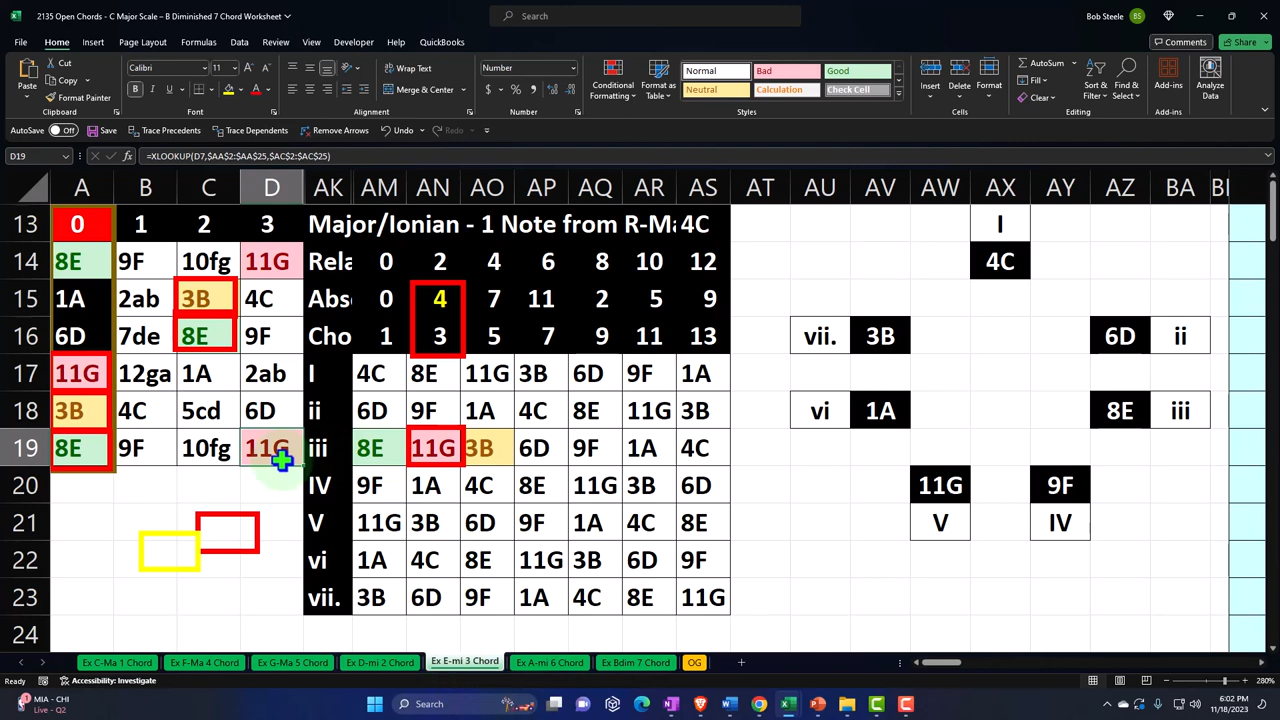 2135 Open Chords - C Major Scale – B Diminished 7 Chord Worksheet
Search
Bob Steele BS
File Home Insert Page Layout Formulas Data Review View Developer Help QuickBooks Comments Share
Paste Cut Copy Format Painter
Calibri 11 Wrap Text Merge & Center
Number
Conditional Formatting Format as Table
Normal Bad Good
Neutral Calculation Check Cell
Insert Delete Format
AutoSum Fill Clear
Sort & Filter Find & Select Add-ins Analyze Data
Clipboard Font Alignment Number Styles Cells Editing Add-ins
AutoSave Off Save Trace Precedents Trace Dependents Remove Arrows Undo Redo
D19 fx =XLOOKUP(D7,$AA$2:$AA$25,$AC$2:$AC$25)
A B C D AK AM AN AO AP AQ AR AS AT AU AV AW AX AY AZ BA
13 0 1 2 3 Major/Ionian - 1 Note from R-Ma 4C I
14 8E 9F 10fg 11G Rela 0 2 4 6 8 10 12 4C
15 1A 2ab 3B 4C Abs 0 4 7 11 2 5 9
16 6D 7de 8E 9F Cho 1 3 5 7 9 11 13 vii. 3B 6D ii
17 11G 12ga 1A 2ab I 4C 8E 11G 3B 6D 9F 1A
18 3B 4C 5cd 6D ii 6D 9F 1A 4C 8E 11G 3B vi 1A 8E iii
19 8E 9F 10fg 11G iii 8E 11G 3B 6D 9F 1A 4C
20 IV 9F 1A 4C 8E 11G 3B 6D 11G 9F
21 V 11G 3B 6D 9F 1A 4C 8E V IV
22 vi 1A 4C 8E 11G 3B 6D 9F
23 vii. 3B 6D 9F 1A 4C 8E 11G
24
Ex C-Ma 1 Chord Ex F-Ma 4 Chord Ex G-Ma 5 Chord Ex D-mi 2 Chord Ex E-mi 3 Chord Ex A-mi 6 Chord Ex Bdim 7 Chord OG
Ready Accessibility: Investigate 280%
MIA - CHI
Live - Q2
Search
6:02 PM
11/18/2023